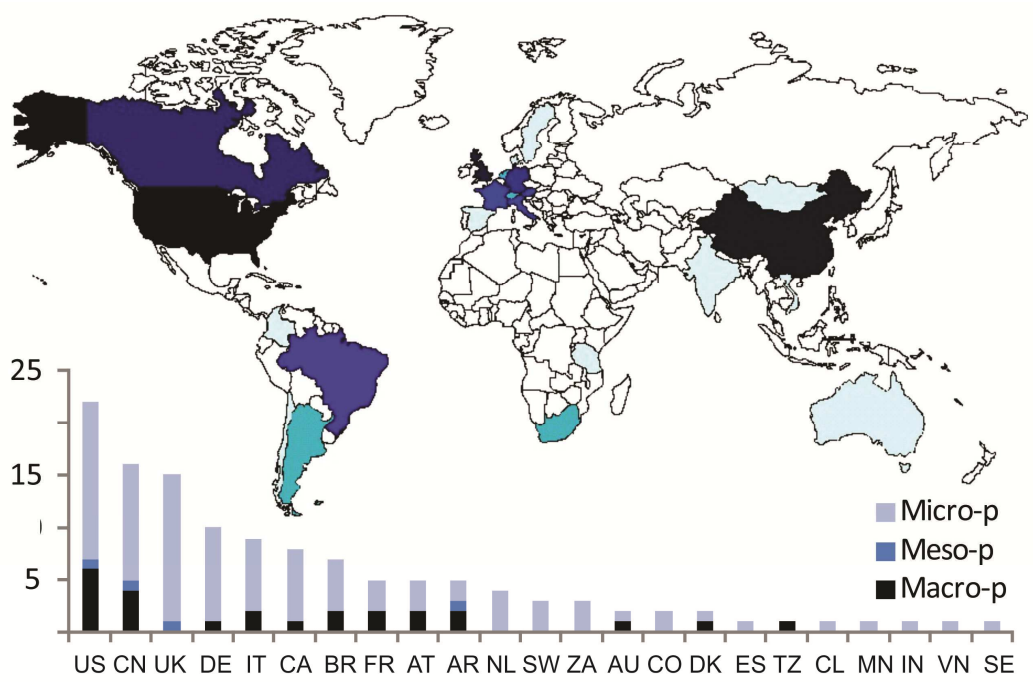 25
15
)
5
Micro-p
Meso-p
Macro-p
US CN UK DE IT CA BR FR AT AR NL SW ZA AU CO DK ES TZ CL MN IN VN SE